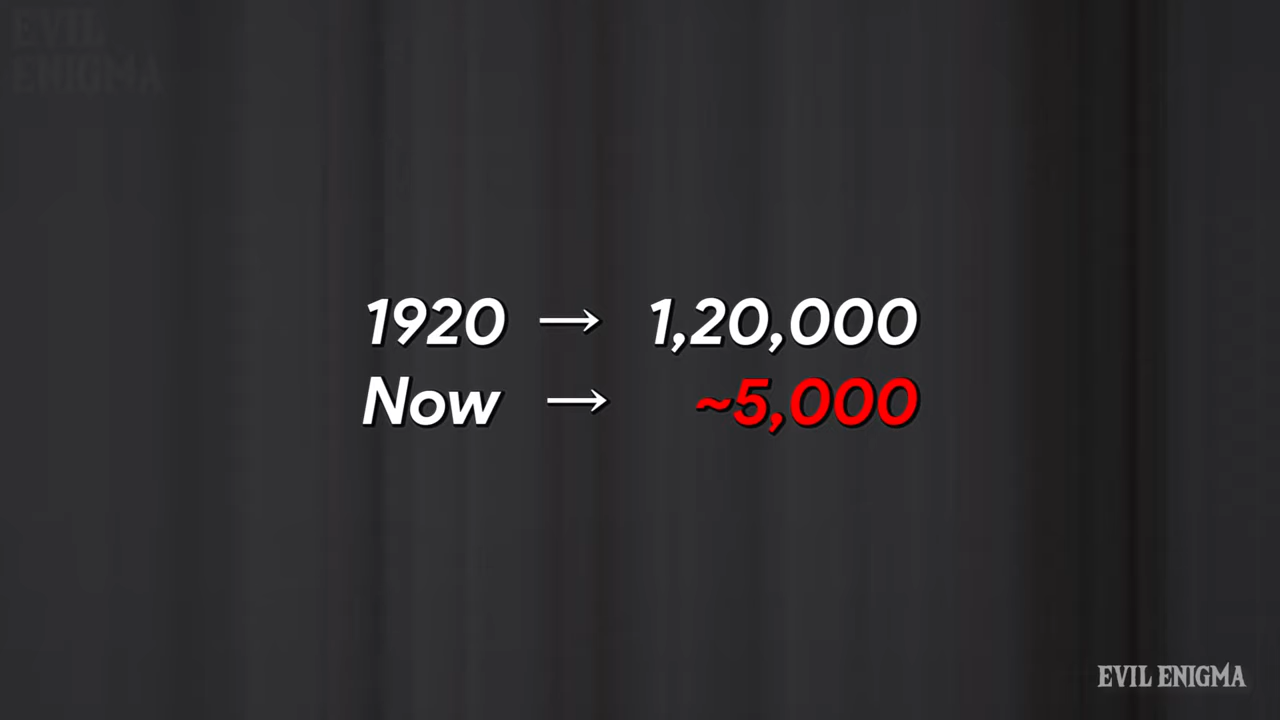 EVIL
ENIGMA
1920 → 1,20,000
Now → ~5,000
EVIL ENIGMA